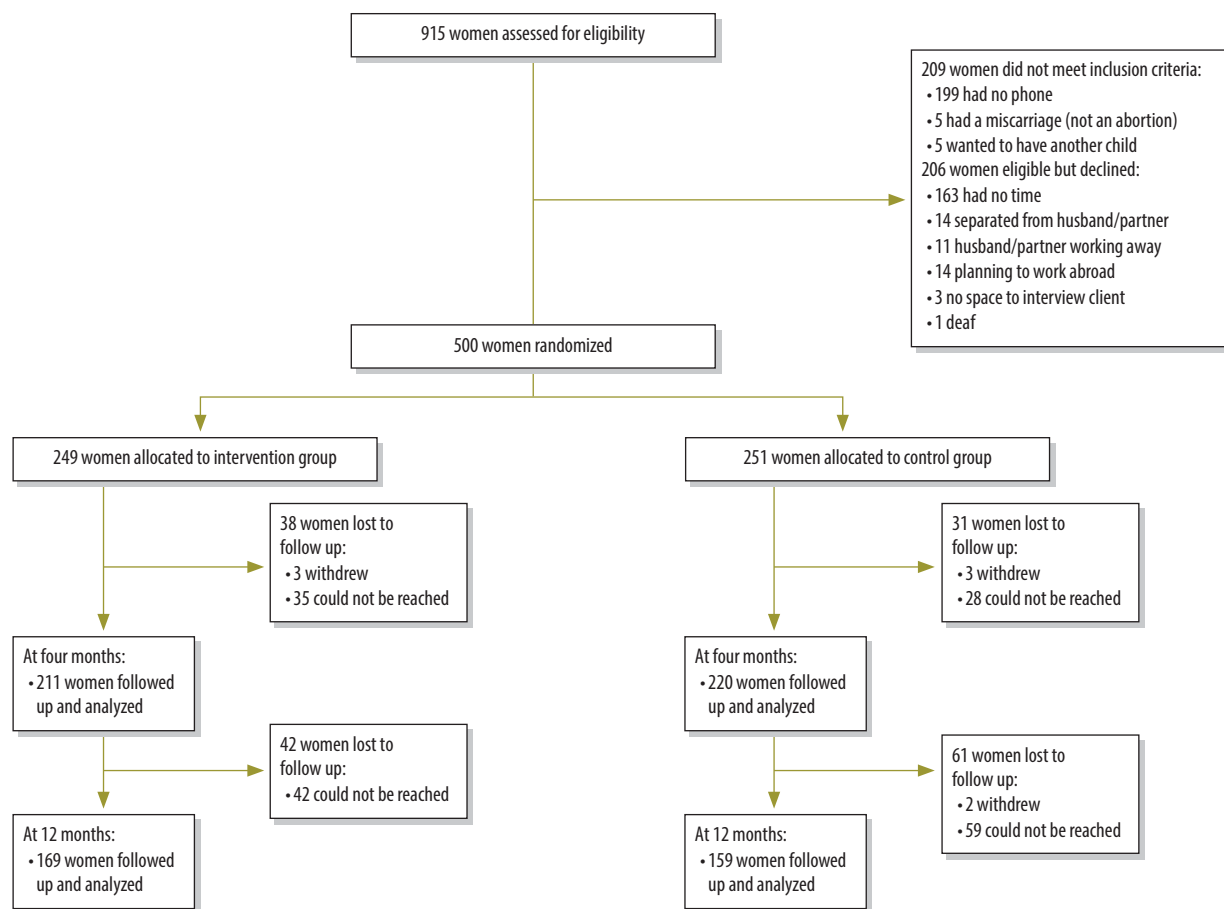 915 women assessed for eligibility
209 women did not meet inclusion criteria:
• 199 had no phone
• 5 had a miscarriage (not an abortion)
• 5 wanted to have another child
206 women eligible but declined:
• 163 had no time
• 14 separated from husband/partner
• 11 husband/partner working away
• 14 planning to work abroad
• 3 no space to interview client
• 1 deaf
500 women randomized
249 women allocated to intervention group
251 women allocated to control group
38 women lost to
follow up:
• 3 withdrew
• 35 could not be reached
31 women lost to
follow up:
• 3 withdrew
• 28 could not be reached
At four months:
• 211 women followed
up and analyzed
At four months:
• 220 women followed
up and analyzed
42 women lost to
follow up:
• 42 could not be reached
61 women lost to
follow up:
• 2 withdrew
• 59 could not be reached
At 12 months:
• 169 women followed
up and analyzed
At 12 months:
• 159 women followed
up and analyzed